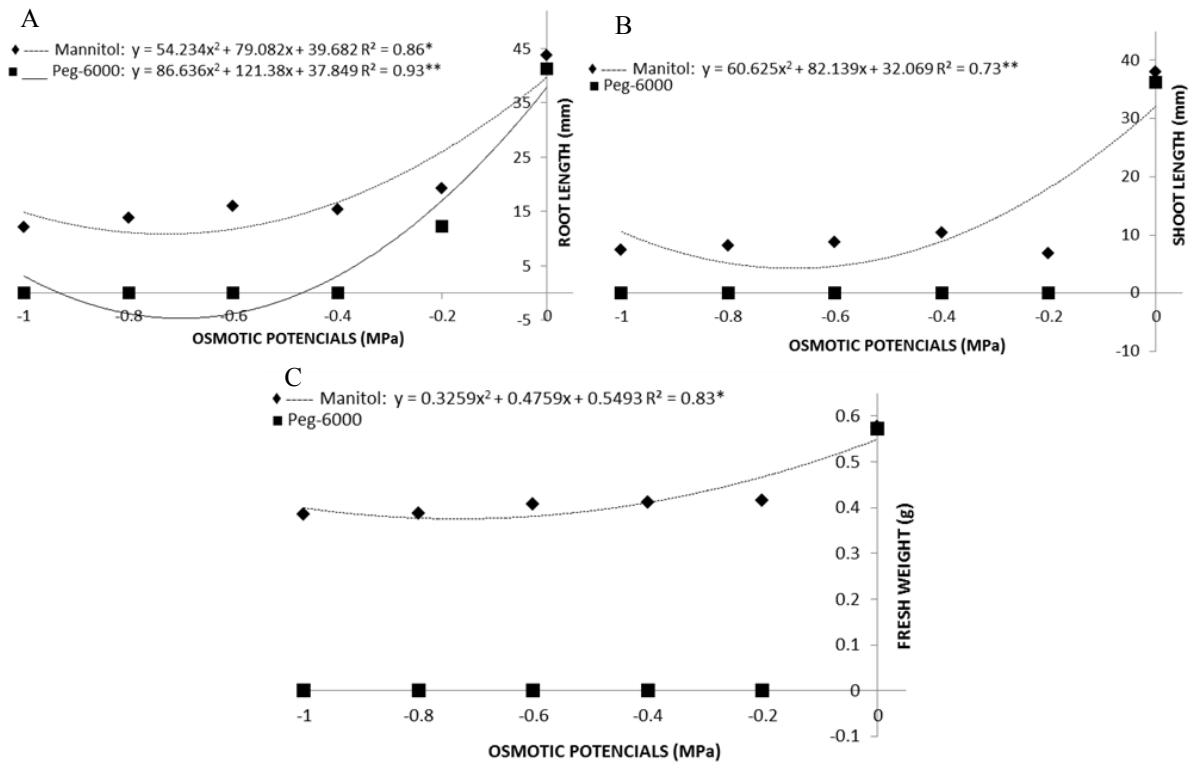 A
Mannitol: y = 54.234x² + 79.082x + 39.682 R² = 0.86*
Peg-6000: y = 86.636x² + 121.38x + 37.849 R² = 0.93**
45
35
25
15
5
-5
ROOT LENGTH (mm)
-1 -0.8 -0.6 -0.4 -0.2 0
OSMOTIC POTENCIALS (MPa)
B
Manitol: y = 60.625x² + 82.139x + 32.069 R² = 0.73**
Peg-6000
40
30
20
10
0
-10
SHOOT LENGTH (mm)
-1 -0.8 -0.6 -0.4 -0.2 0
OSMOTIC POTENCIALS (MPa)
C
Manitol: y = 0.3259x² + 0.4759x + 0.5493 R² = 0.83*
Peg-6000
0.6
0.5
0.4
0.3
0.2
0.1
0
-0.1
FRESH WEIGHT (g)
-1 -0.8 -0.6 -0.4 -0.2 0
OSMOTIC POTENCIALS (MPa)